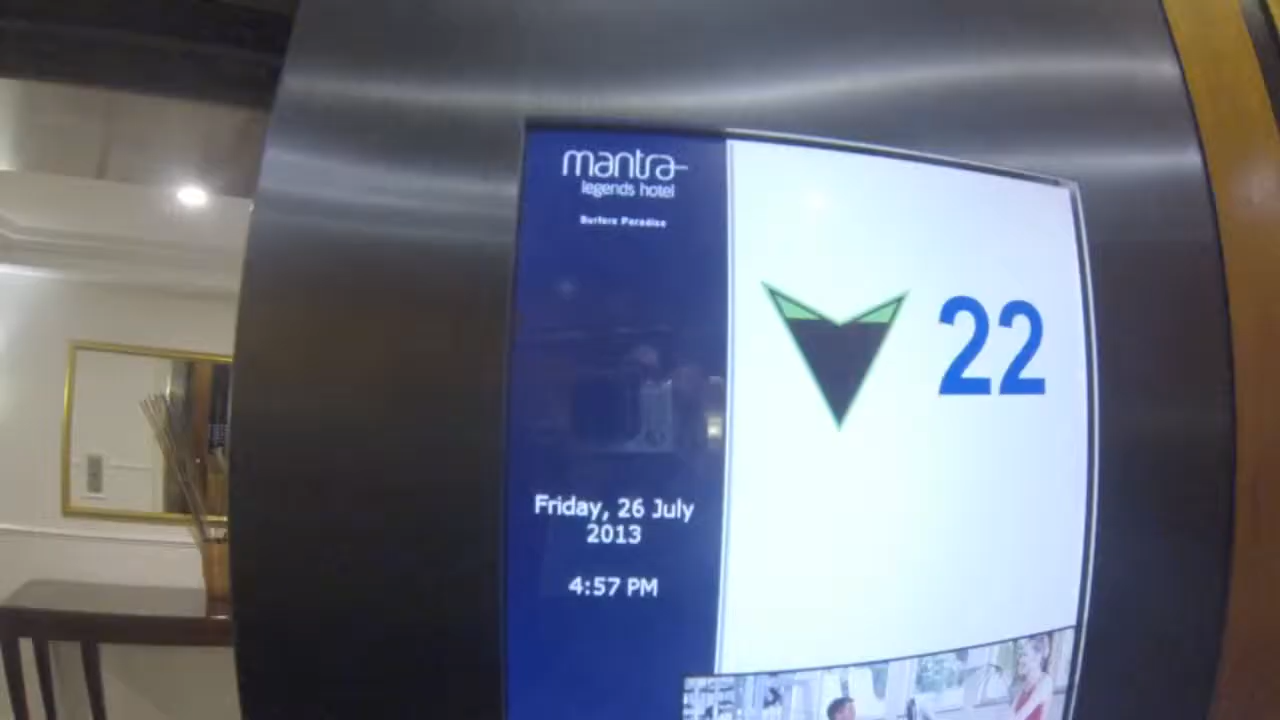 mantra
legends hotel
Surfers Paradise
22
Friday, 26 July
2013
4:57 PM